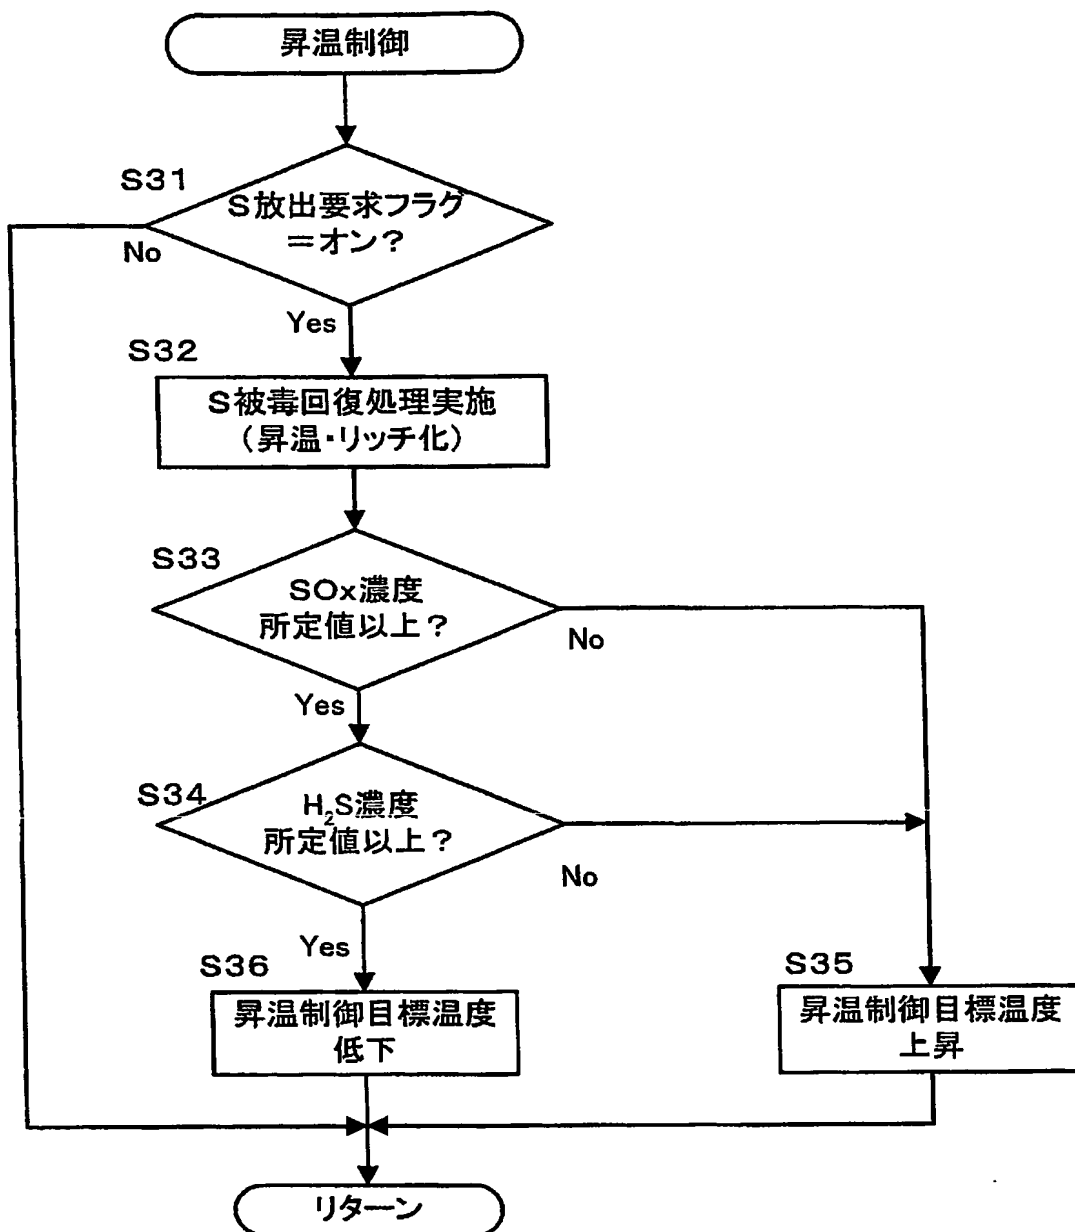 昇温制御
S31
S放出要求フラグ
＝オン？
No
Yes
S32
S被毒回復処理実施
（昇温・リッチ化）
S33
SOx濃度
所定値以上？
No
Yes
S34
H₂S濃度
所定値以上？
No
Yes
S36
昇温制御目標温度
低下
S35
昇温制御目標温度
上昇
リターン